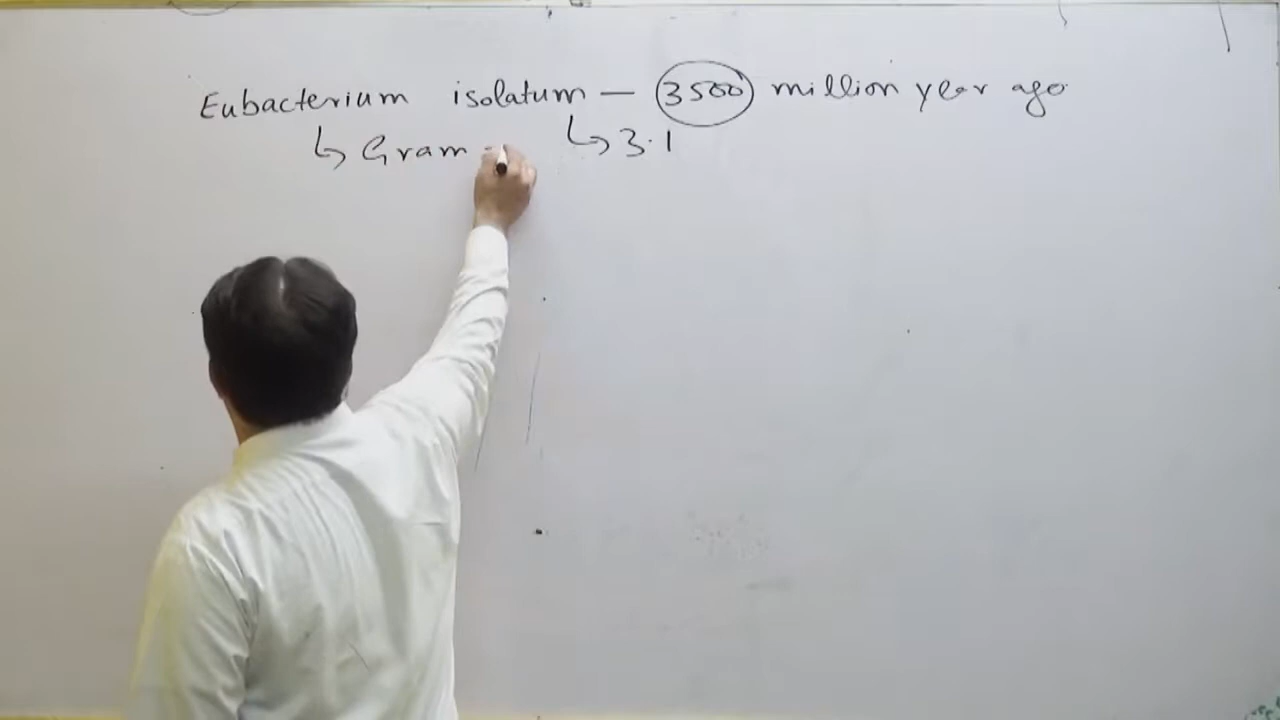 Eubacterium isolatum — 3500 million year ago
↳ Gram - ↳ 3.1